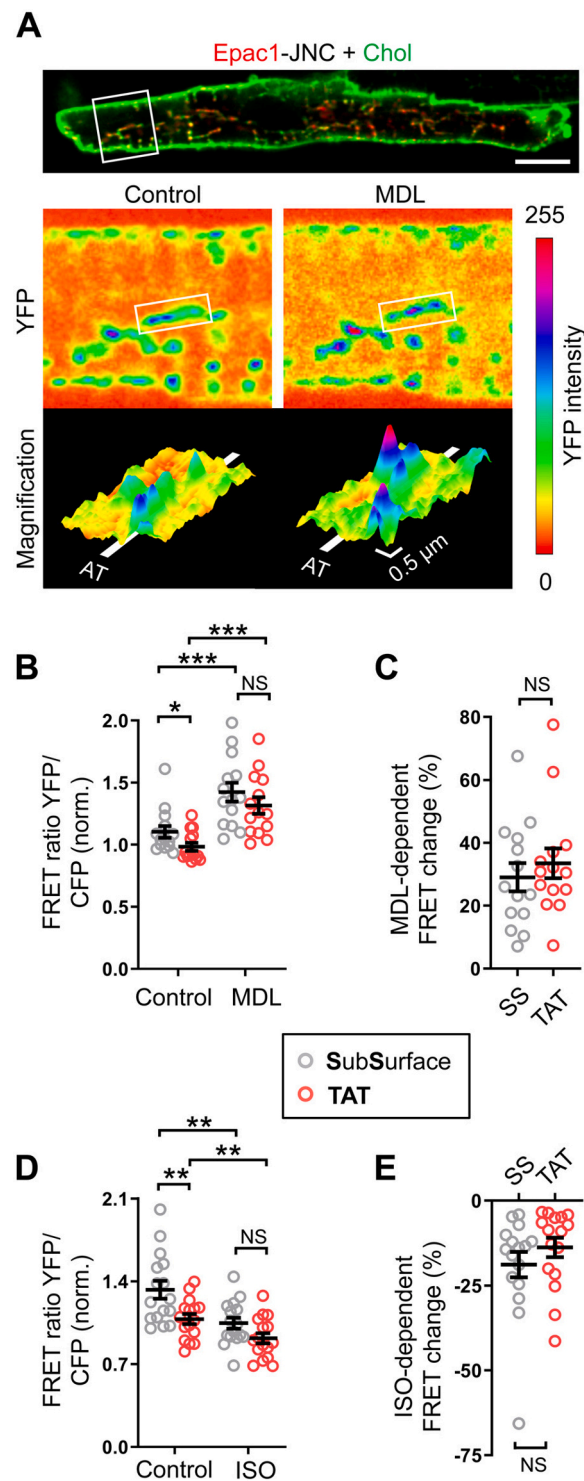 A
Epac1-JNC + Chol
Control
MDL
YFP
255
YFP intensity
0
Magnification
AT
AT
0.5 µm
B
***
***
*
NS
FRET ratio YFP/
CFP (norm.)
2.0
1.5
1.0
0.5
0.0
Control
MDL
C
NS
MDL-dependent
FRET change (%)
80
60
40
20
0
SS
TAT
SubSurface
TAT
D
**
**
**
NS
FRET ratio YFP/
CFP (norm.)
2.1
1.4
0.7
0.0
Control
ISO
E
SS
TAT
ISO-dependent
FRET change (%)
0
-25
-50
-75
NS